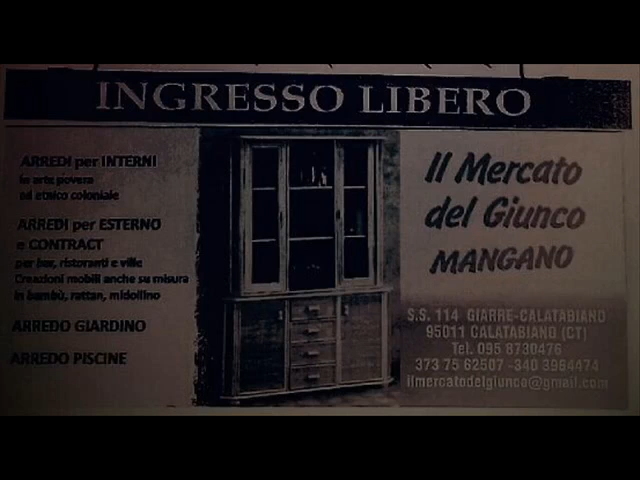 INGRESSO LIBERO
ARREDI per INTERNI
in arte povera
ed etnico coloniale
ARREDI per ESTERNO
e CONTRACT
per bar, ristoranti e ville
Creazioni mobili anche su misura
in bambù, rattan, midollino
ARREDO GIARDINO
ARREDO PISCINE
Il Mercato
del Giunco
MANGANO
S.S. 114 GIARRE-CALATABIANO
95011 CALATABIANO (CT)
Tel. 095 8730476
373 75 62507 -340 3984474
ilmercatodelgiunco@gmail.com